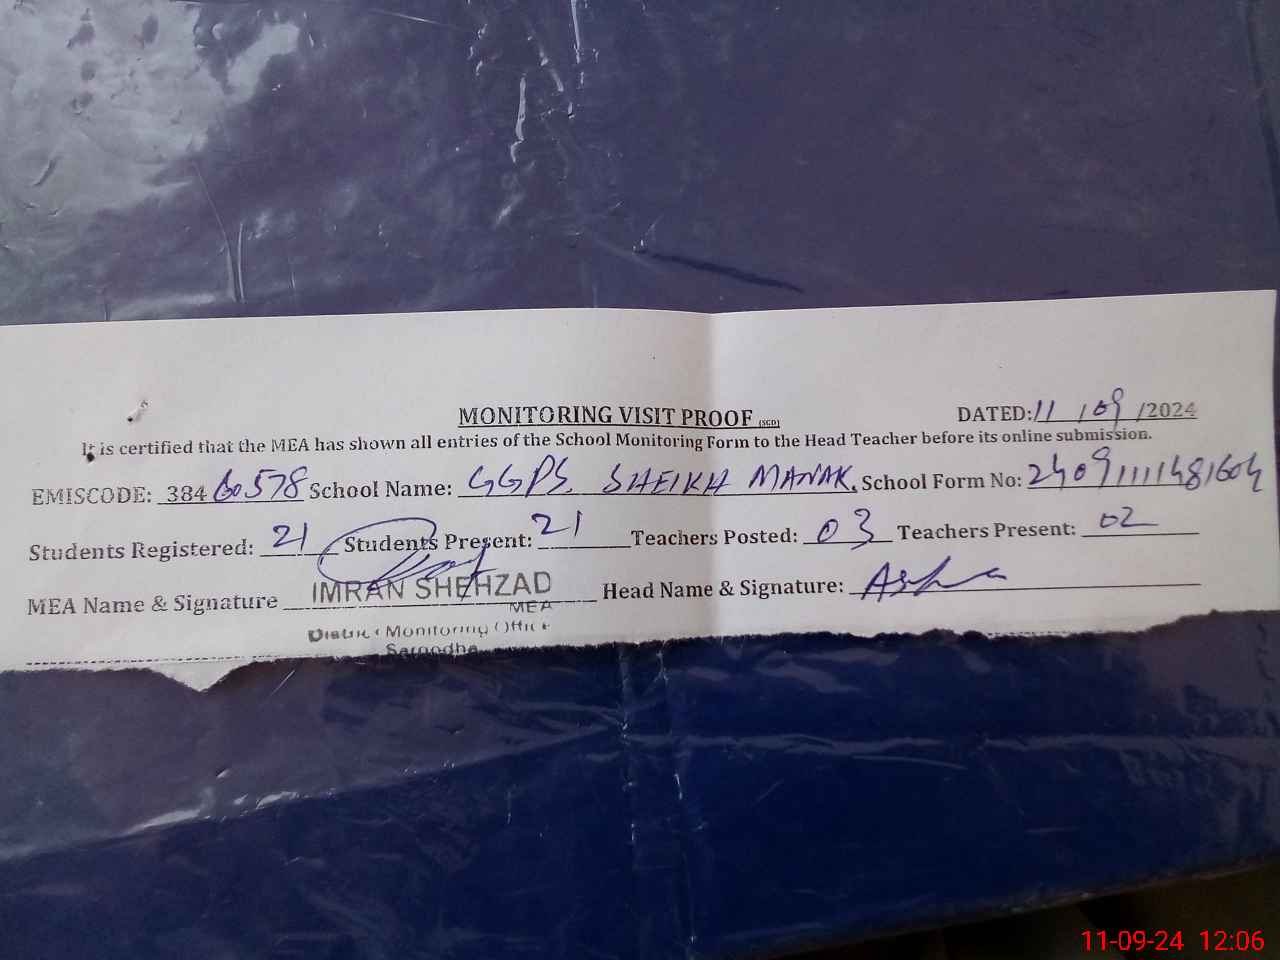 MONITORING VISIT PROOF (SGD)
DATED: 11 / 09 /2024
It is certified that the MEA has shown all entries of the School Monitoring Form to the Head Teacher before its online submission.
EMISCODE: 38460578 School Name: GGPS SHEIKH MANAK. School Form No: 2409111181604
Students Registered: 21 Students Present: 21 Teachers Posted: 03 Teachers Present: 02
MEA Name & Signature IMRAN SHEHZAD Head Name & Signature:
MEA
District Monitoring Office
Sargodha
11-09-24 12:06